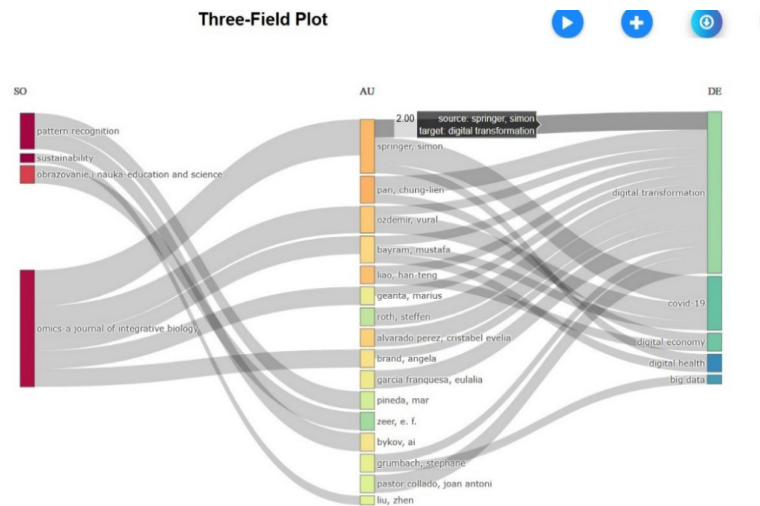 Three-Field Plot
SO
AU
DE
pattern recognition
sustainability
obrazovanie i nauka-education and science
omics-a journal of integrative biology
2.00
source: springer, simon
target: digital transformation
springer, simon
pan, chung-lien
ozdemir, vural
bayram, mustafa
liao, han-teng
geanta, marius
roth, steffen
alvarado perez, cristabel evelia
brand, angela
garcia franquesa, eulalia
pineda, mar
zeer, e. f.
bykov, ai
grumbach, stephane
pastor collado, joan antoni
liu, zhen
digital transformation
covid-19
digital economy
digital health
big data